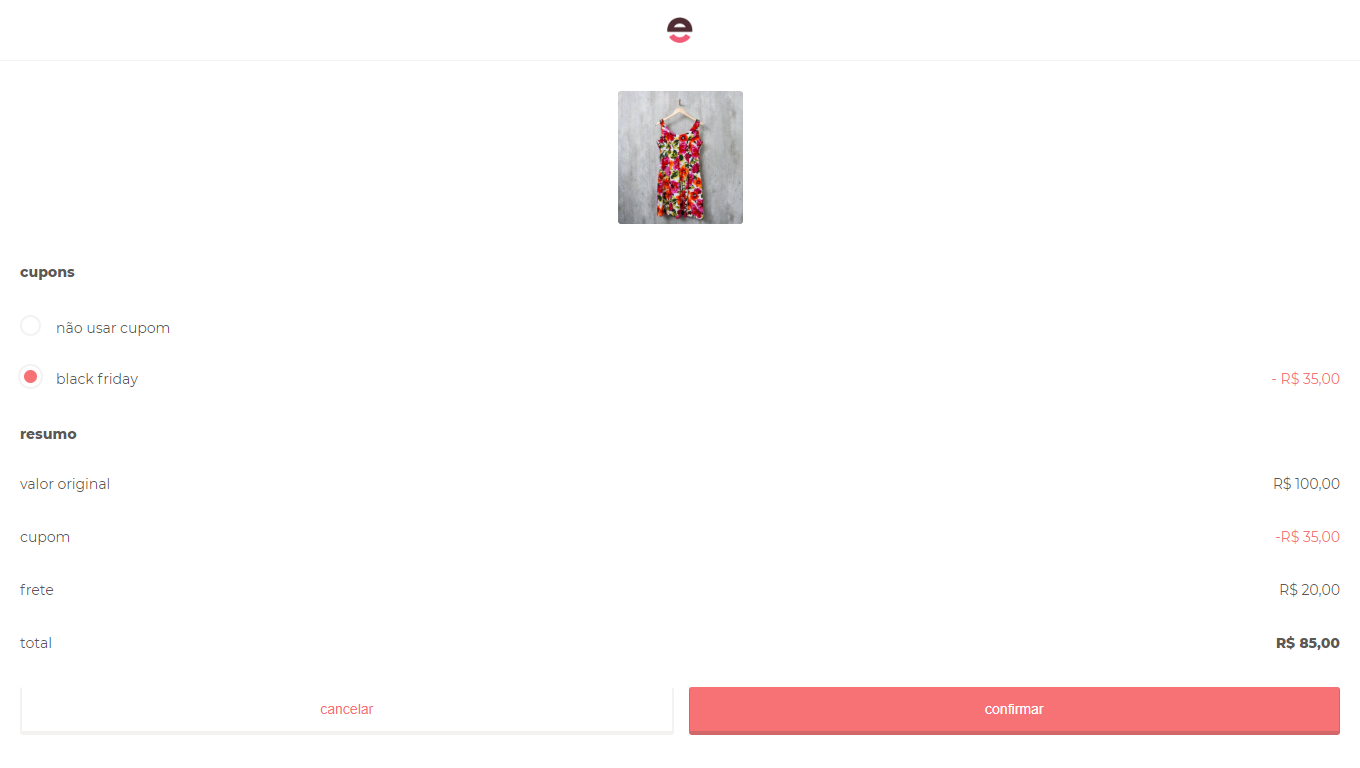 cupons
não usar cupom
black friday - R$ 35,00
resumo
valor original R$ 100,00
cupom -R$ 35,00
frete R$ 20,00
total R$ 85,00
cancelar confirmar